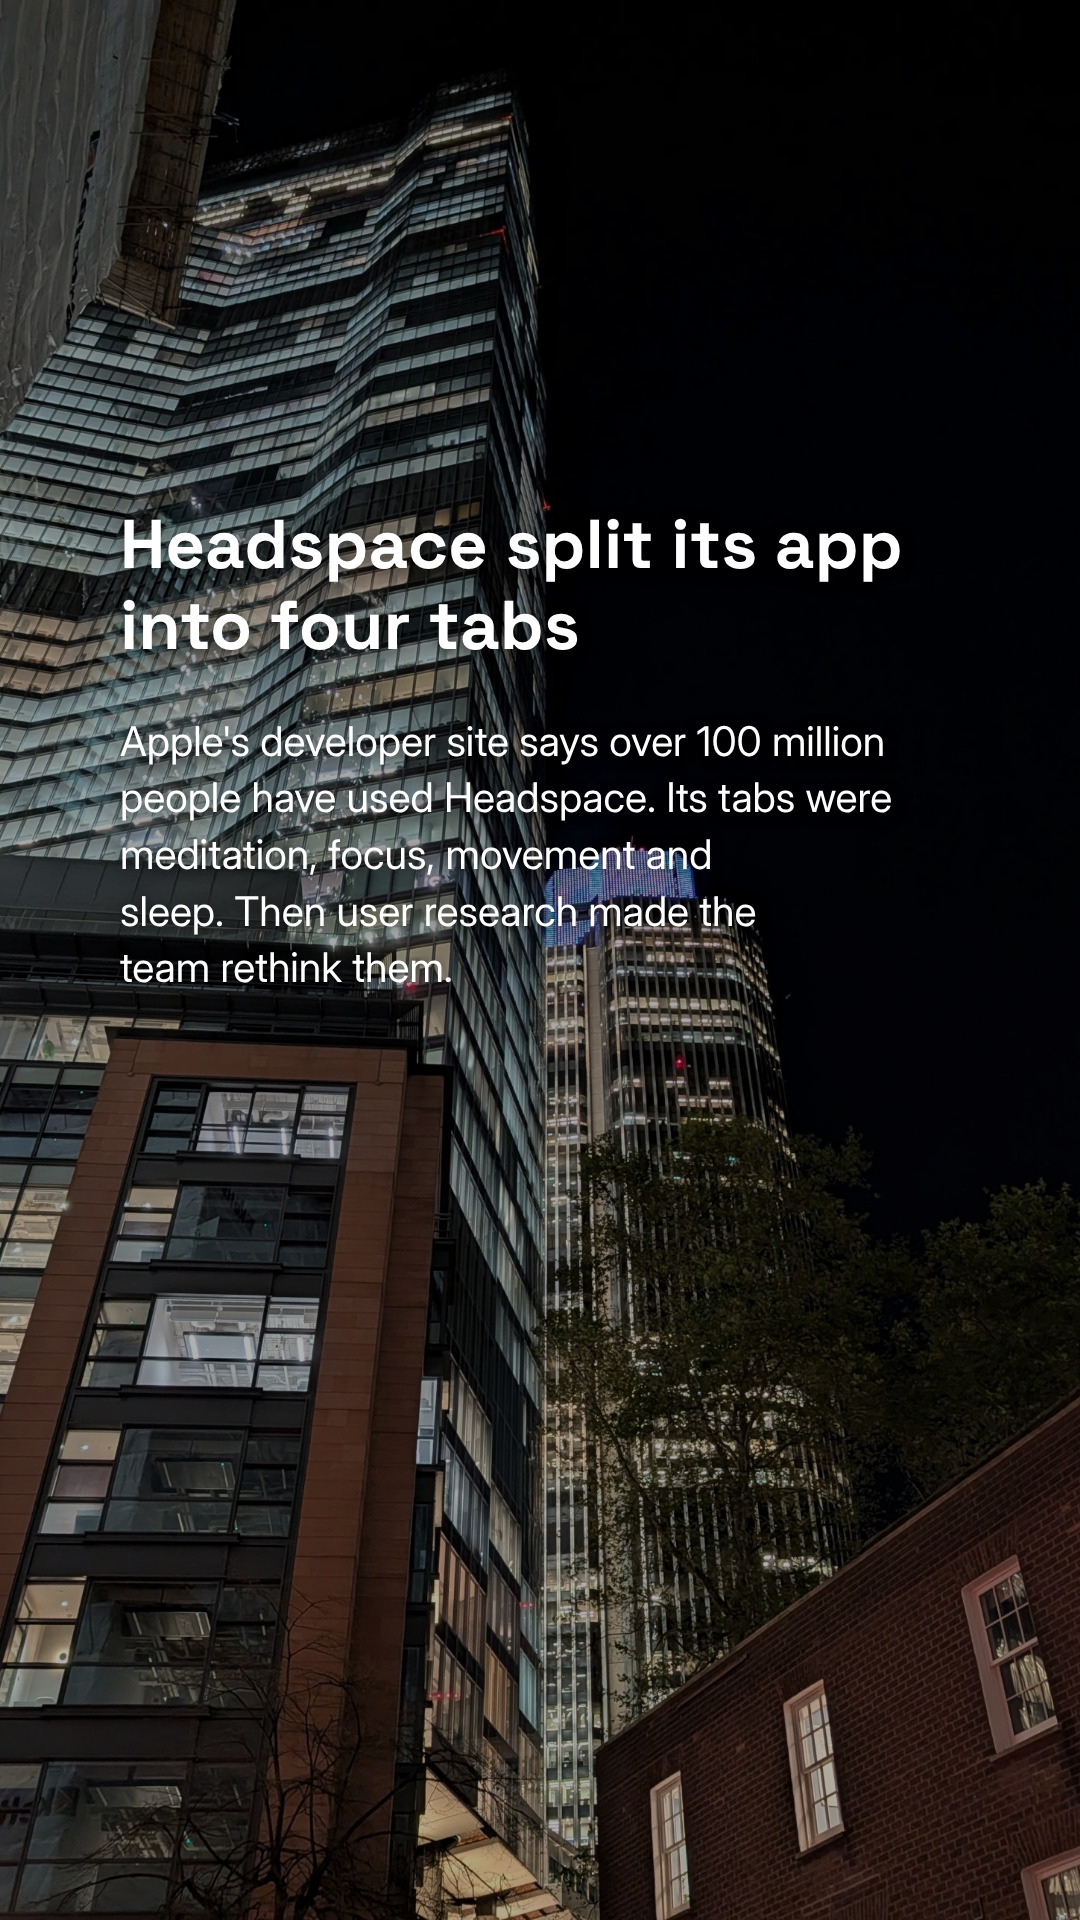 Headspace split its app
into four tabs
Apple's developer site says over 100 million
people have used Headspace. Its tabs were
meditation, focus, movement and
sleep. Then user research made the
team rethink them.